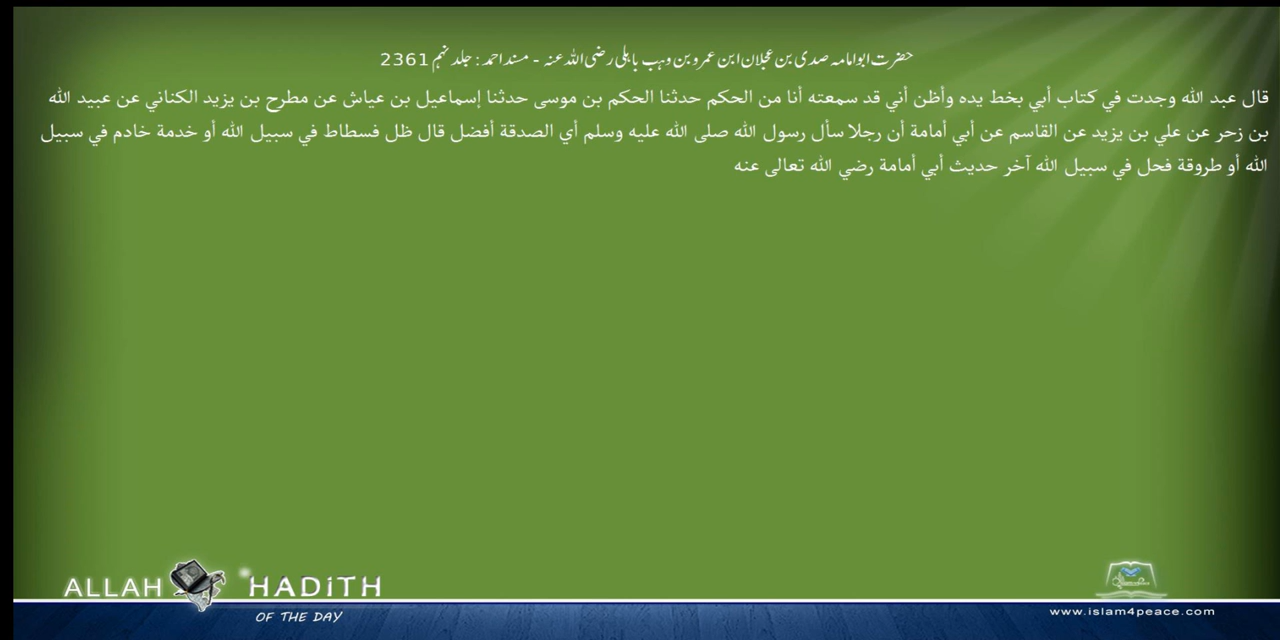 حضرت ابوامامہ صدی بن عجلان ابن عمرو بن وہب باہلی رضی اللہ عنہ - مسند احمد : جلد نہم 2361
قال عبد الله وجدت في كتاب أبي بخط يده وأظن أني قد سمعته أنا من الحكم حدثنا الحكم بن موسى حدثنا إسماعيل بن عياش عن مطرح بن يزيد الكناني عن عبيد الله
بن زحر عن علي بن يزيد عن القاسم عن أبي أمامة أن رجلا سأل رسول الله صلى الله عليه وسلم أي الصدقة أفضل قال ظل فسطاط في سبيل الله أو خدمة خادم في سبيل
الله أو طروقة فحل في سبيل الله آخر حديث أبي أمامة رضي الله تعالى عنه
ALLAH HADiTH
OF THE DAY
www.islam4peace.com